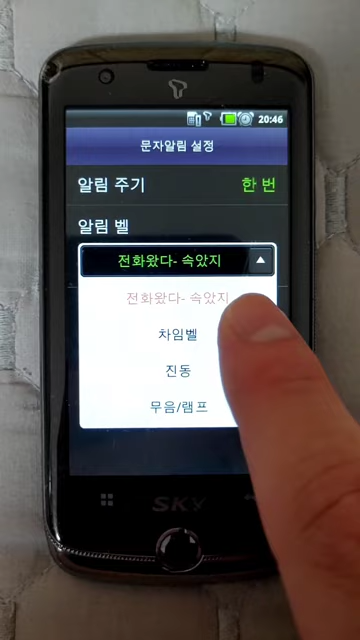 20:46
문자알림 설정
알림 주기 한 번
알림 벨
전화왔다- 속았지
전화왔다- 속았지
차임벨
진동
무음/램프
SKY